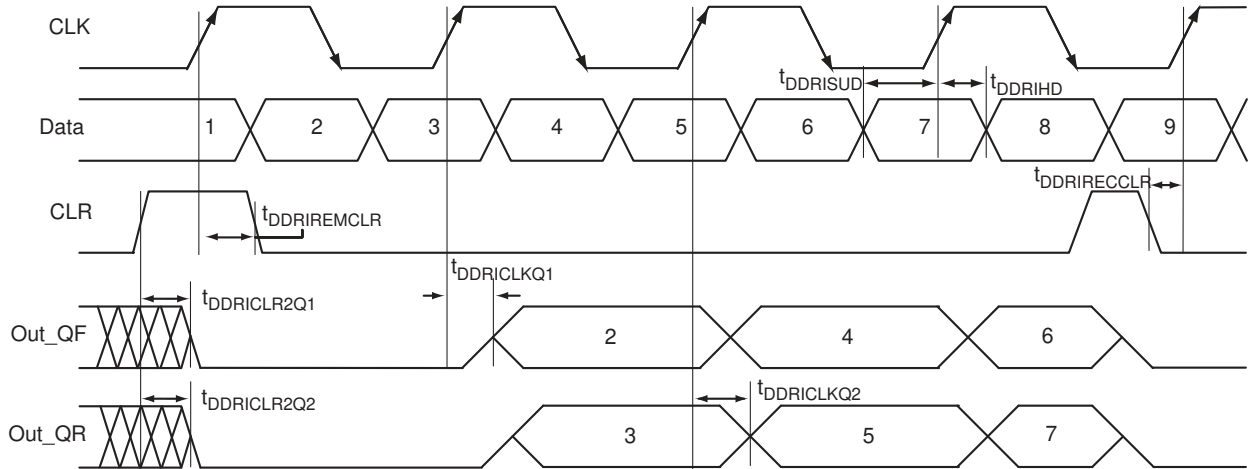 CLK
tDDRISUD tDDRIHD
Data 1 2 3 4 5 6 7 8 9
CLR tDDRIREMCLR tDDRIRECCLR
tDDRICLKQ1
tDDRICLR2Q1
Out_QF 2 4 6
tDDRICLR2Q2 tDDRICLKQ2
Out_QR 3 5 7